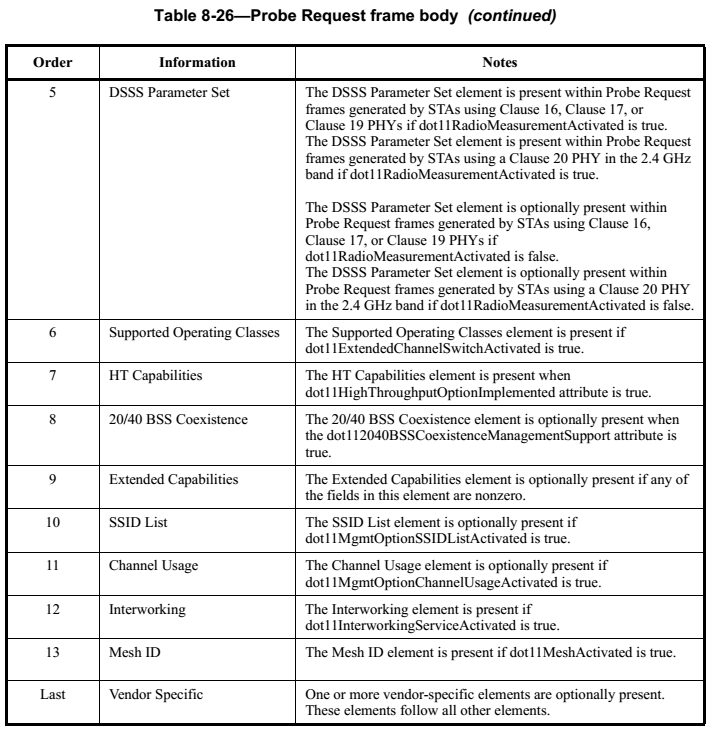 Table 8-26—Probe Request frame body (continued)
Order Information Notes
5 DSSS Parameter Set The DSSS Parameter Set element is present within Probe Request
frames generated by STAs using Clause 16, Clause 17, or
Clause 19 PHYs if dot11RadioMeasurementActivated is true.
The DSSS Parameter Set element is present within Probe Request
frames generated by STAs using a Clause 20 PHY in the 2.4 GHz
band if dot11RadioMeasurementActivated is true.
The DSSS Parameter Set element is optionally present within
Probe Request frames generated by STAs using Clause 16,
Clause 17, or Clause 19 PHYs if
dot11RadioMeasurementActivated is false.
The DSSS Parameter Set element is optionally present within
Probe Request frames generated by STAs using a Clause 20 PHY
in the 2.4 GHz band if dot11RadioMeasurementActivated is false.
6 Supported Operating Classes The Supported Operating Classes element is present if
dot11ExtendedChannelSwitchActivated is true.
7 HT Capabilities The HT Capabilities element is present when
dot11HighThroughputOptionImplemented attribute is true.
8 20/40 BSS Coexistence The 20/40 BSS Coexistence element is optionally present when
the dot112040BSSCoexistenceManagementSupport attribute is
true.
9 Extended Capabilities The Extended Capabilities element is optionally present if any of
the fields in this element are nonzero.
10 SSID List The SSID List element is optionally present if
dot11MgmtOptionSSIDListActivated is true.
11 Channel Usage The Channel Usage element is optionally present if
dot11MgmtOptionChannelUsageActivated is true.
12 Interworking The Interworking element is present if
dot11InterworkingServiceActivated is true.
13 Mesh ID The Mesh ID element is present if dot11MeshActivated is true.
Last Vendor Specific One or more vendor-specific elements are optionally present.
These elements follow all other elements.